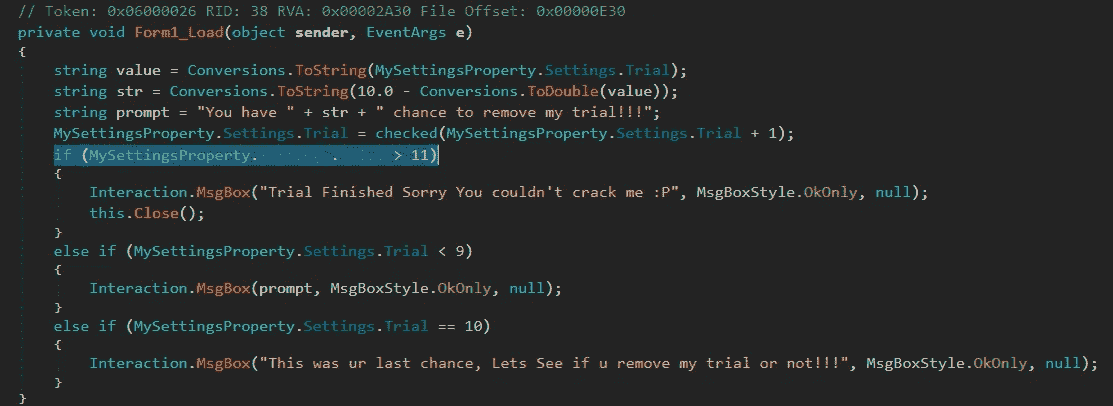 // Token: 0x06000026 RID: 38 RVA: 0x00002A30 File Offset: 0x00000E30
private void Form1_Load(object sender, EventArgs e)
{
string value = Conversions.ToString(MySettingsProperty.Settings.Trial);
string str = Conversions.ToString(10.0 - Conversions.ToDouble(value));
string prompt = "You have " + str + " chance to remove my trial!!!";
MySettingsProperty.Settings.Trial = checked(MySettingsProperty.Settings.Trial + 1);
if (MySettingsProperty. . > 11)
{
Interaction.MsgBox("Trial Finished Sorry You couldn't crack me :P", MsgBoxStyle.OkOnly, null);
this.Close();
}
else if (MySettingsProperty.Settings.Trial < 9)
{
Interaction.MsgBox(prompt, MsgBoxStyle.OkOnly, null);
}
else if (MySettingsProperty.Settings.Trial == 10)
{
Interaction.MsgBox("This was ur last chance, Lets See if u remove my trial or not!!!", MsgBoxStyle.OkOnly, null);
}
}